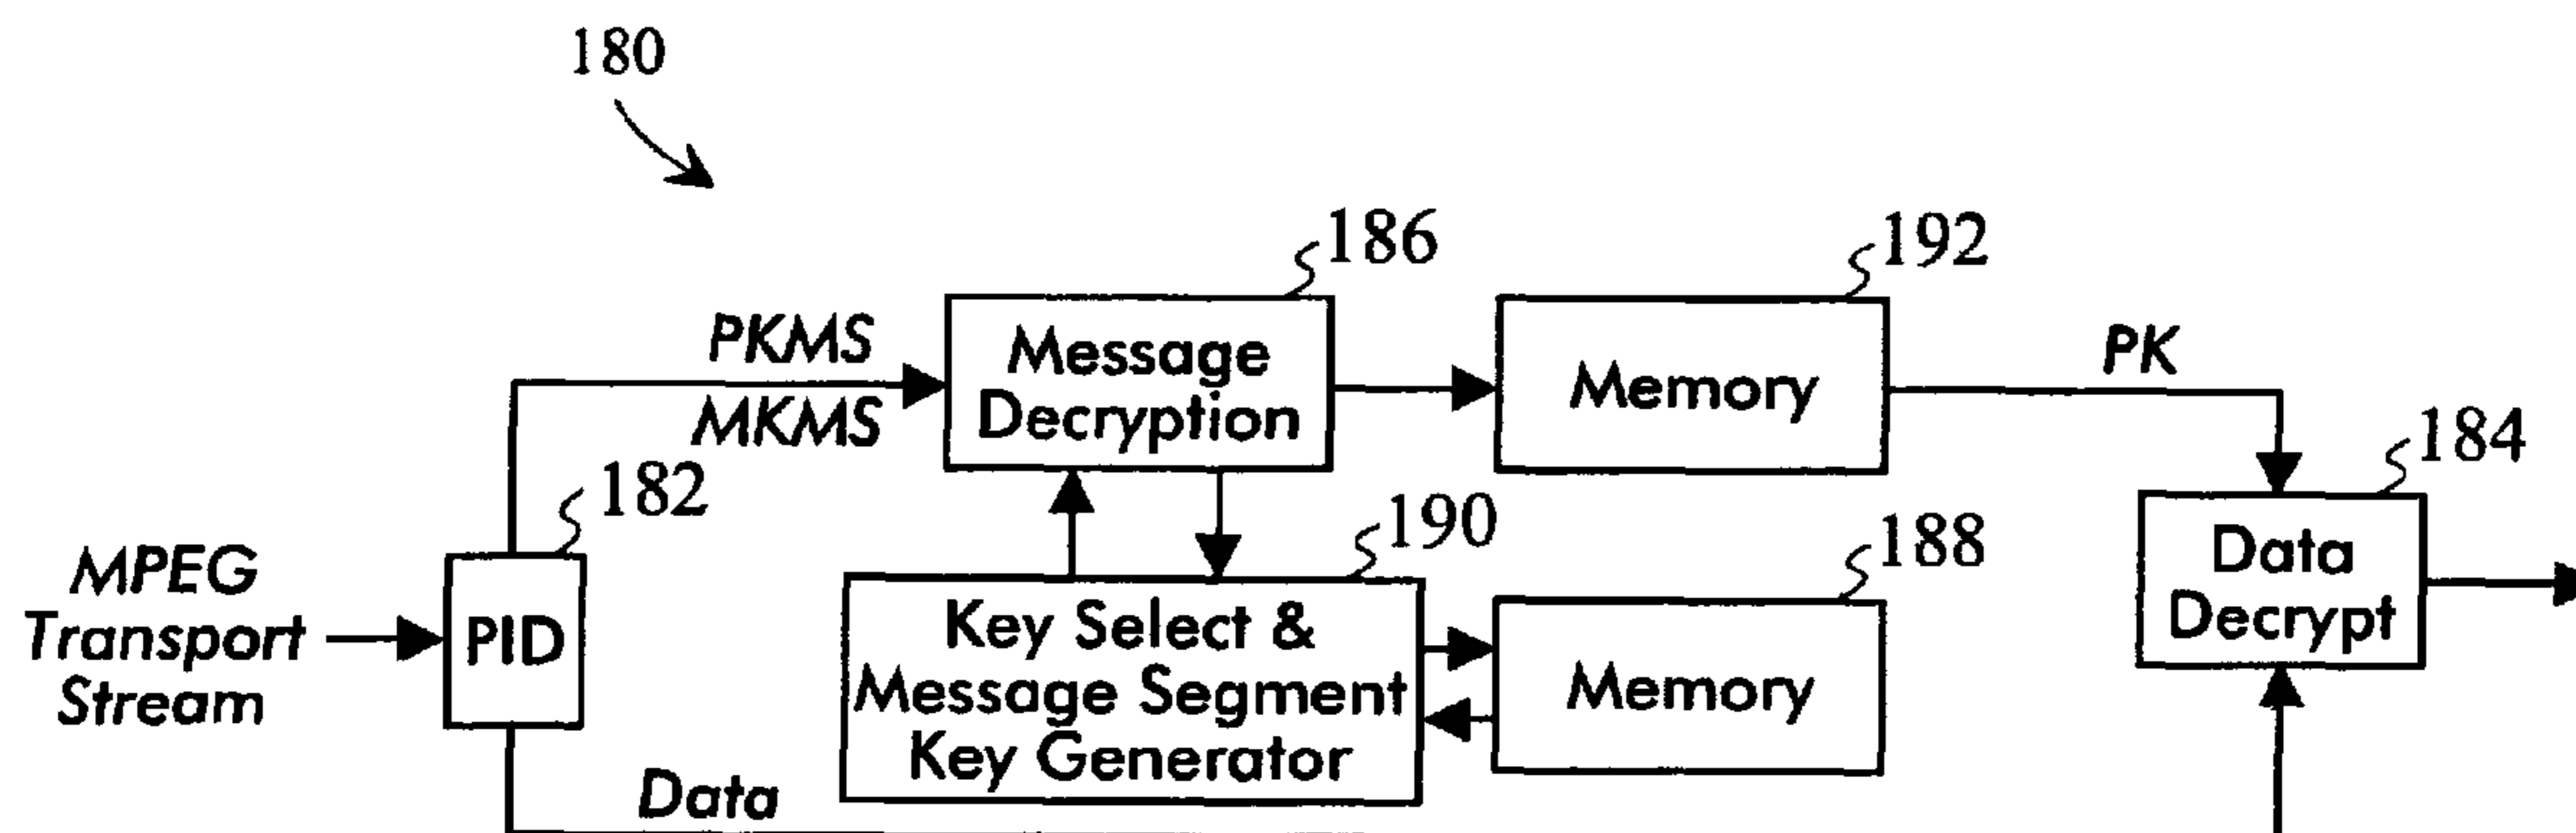 180
186
192
PKMS
MKMS
Message
Decryption
Memory
PK
184
182
190
188
MPEG
Transport
Stream
PID
Key Select &
Message Segment
Key Generator
Memory
Data
Decrypt
Data